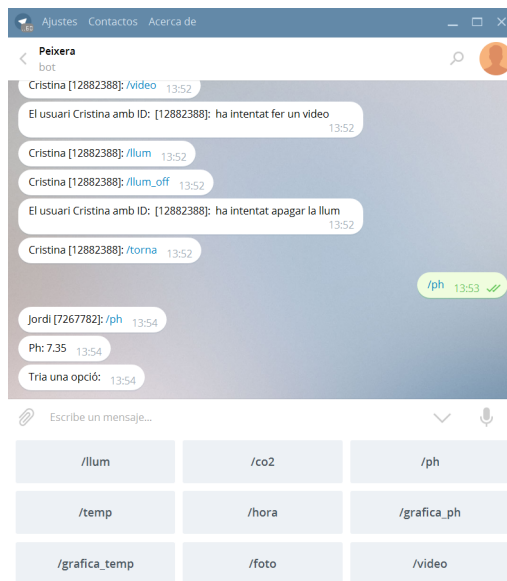 Ajustes Contactos Acerca de
Peixera
bot
Cristina [12882388]: /video 13:52
El usuari Cristina amb ID: [12882388]: ha intentat fer un video
13:52
Cristina [12882388]: /llum 13:52
Cristina [12882388]: /llum_off 13:52
El usuari Cristina amb ID: [12882388]: ha intentat apagar la llum
13:52
Cristina [12882388]: /torna 13:52
/ph 13:53
Jordi [7267782]: /ph 13:54
Ph: 7.35 13:54
Tria una opció: 13:54
Escribe un mensaje...
/llum /co2 /ph
/temp /hora /grafica_ph
/grafica_temp /foto /video